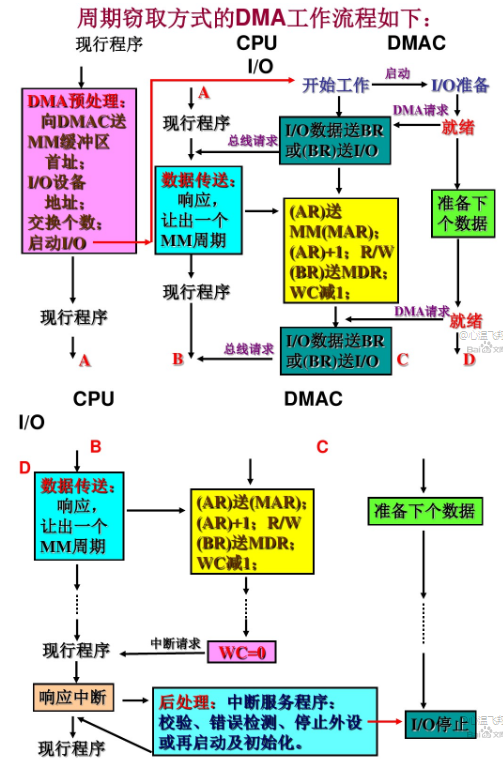 周期窃取方式的DMA工作流程如下：
现行程序
CPU
DMAC
I/O
DMA预处理：
向DMAC送
MM缓冲区
首址；
I/O设备
地址；
交换个数；
启动I/O
现行程序
A
A
现行程序
数据传送：
响应，
让出一个
MM周期
现行程序
B
开始工作
启动
I/O准备
DMA请求
就绪
I/O数据送BR
或(BR)送I/O
总线请求
(AR)送
MM(MAR)；
(AR)+1；R/W
(BR)送MDR；
WC减1；
准备下
个数据
DMA请求
就绪
I/O数据送BR
或(BR)送I/O
总线请求
C
D
CPU
DMAC
I/O
B
C
D
数据传送：
响应，
让出一个
MM周期
(AR)送(MAR)；
(AR)+1；R/W
(BR)送MDR；
WC减1；
准备下个数据
现行程序
中断请求
WC=0
响应中断
后处理：中断服务程序：
校验、错误检测、停止外设
或再启动及初始化。
I/O停止
现行程序